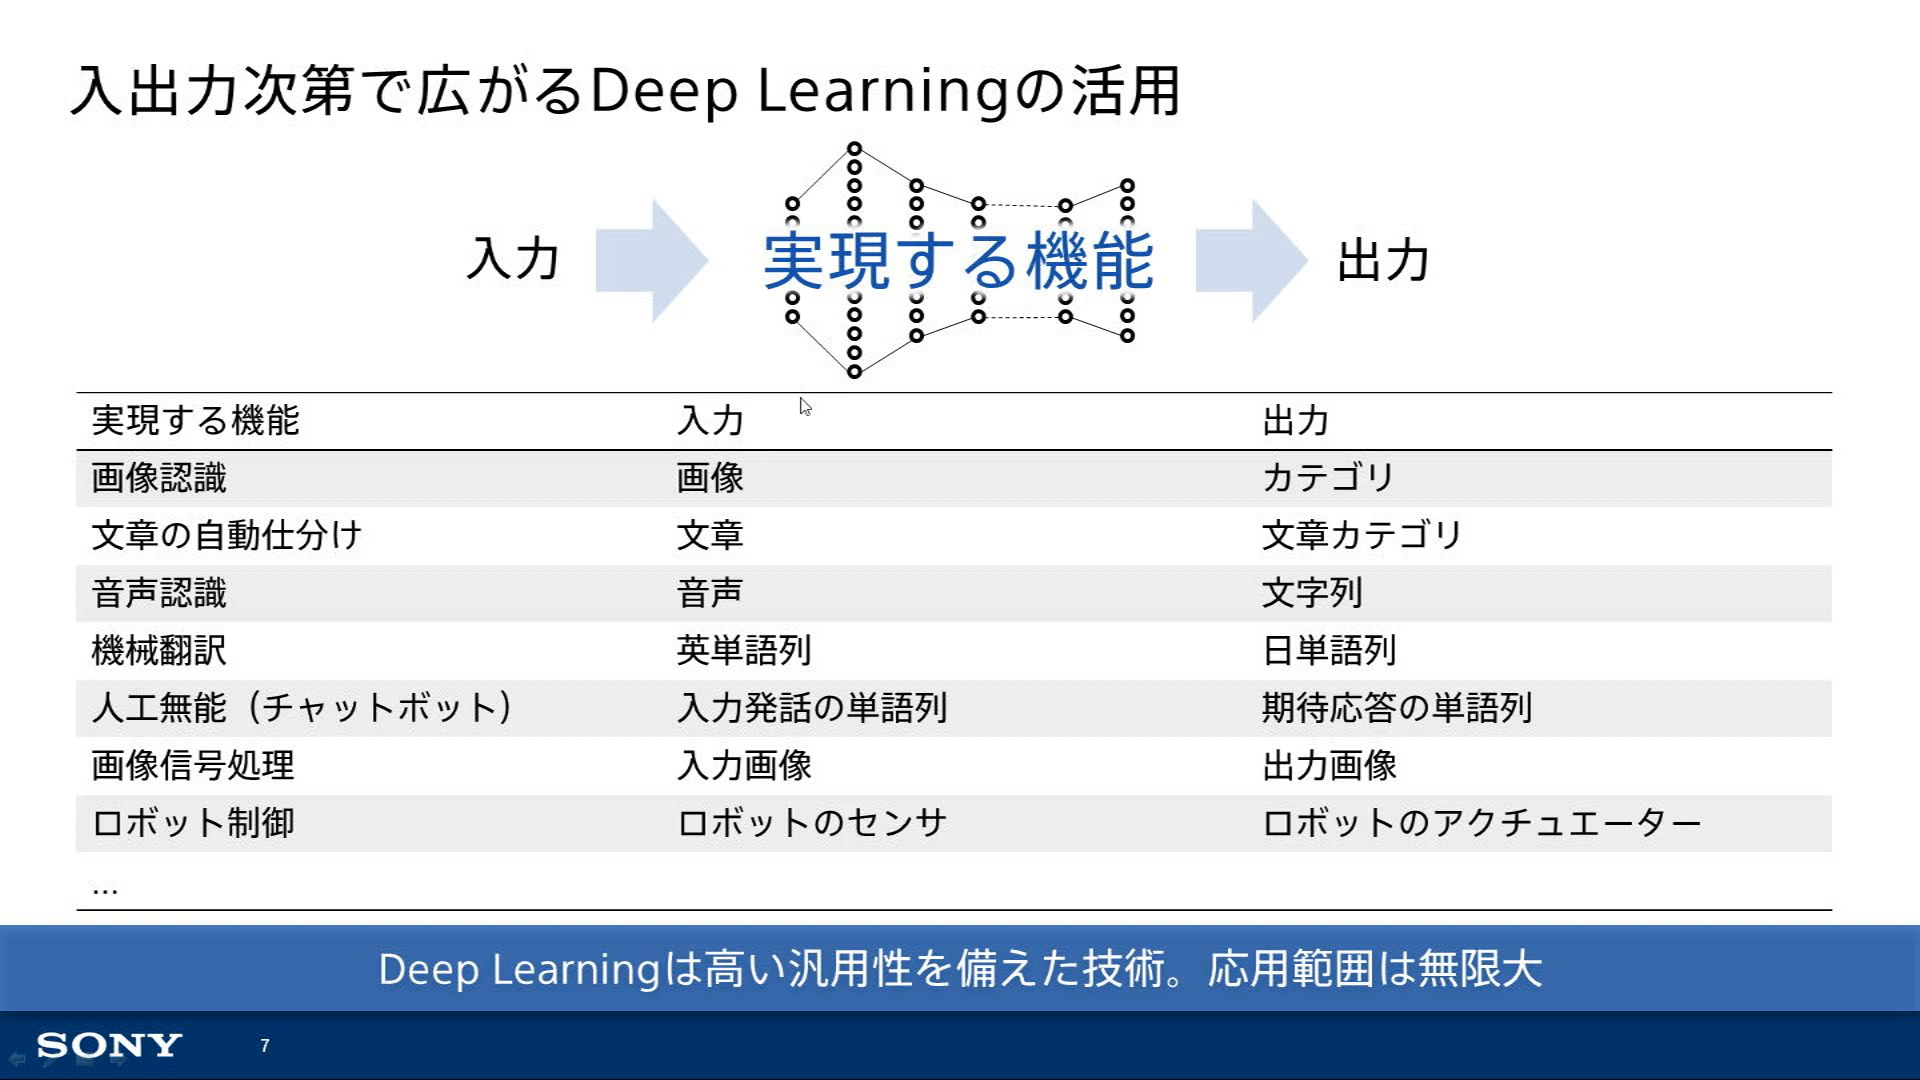 入出力次第で広がるDeep Learningの活用
入力
実現する機能
出力
実現する機能 入力 出力
画像認識 画像 カテゴリ
文章の自動仕分け 文章 文章カテゴリ
音声認識 音声 文字列
機械翻訳 英単語列 日単語列
人工無能（チャットボット） 入力発話の単語列 期待応答の単語列
画像信号処理 入力画像 出力画像
ロボット制御 ロボットのセンサ ロボットのアクチュエーター
...
Deep Learningは高い汎用性を備えた技術。応用範囲は無限大
SONY 7